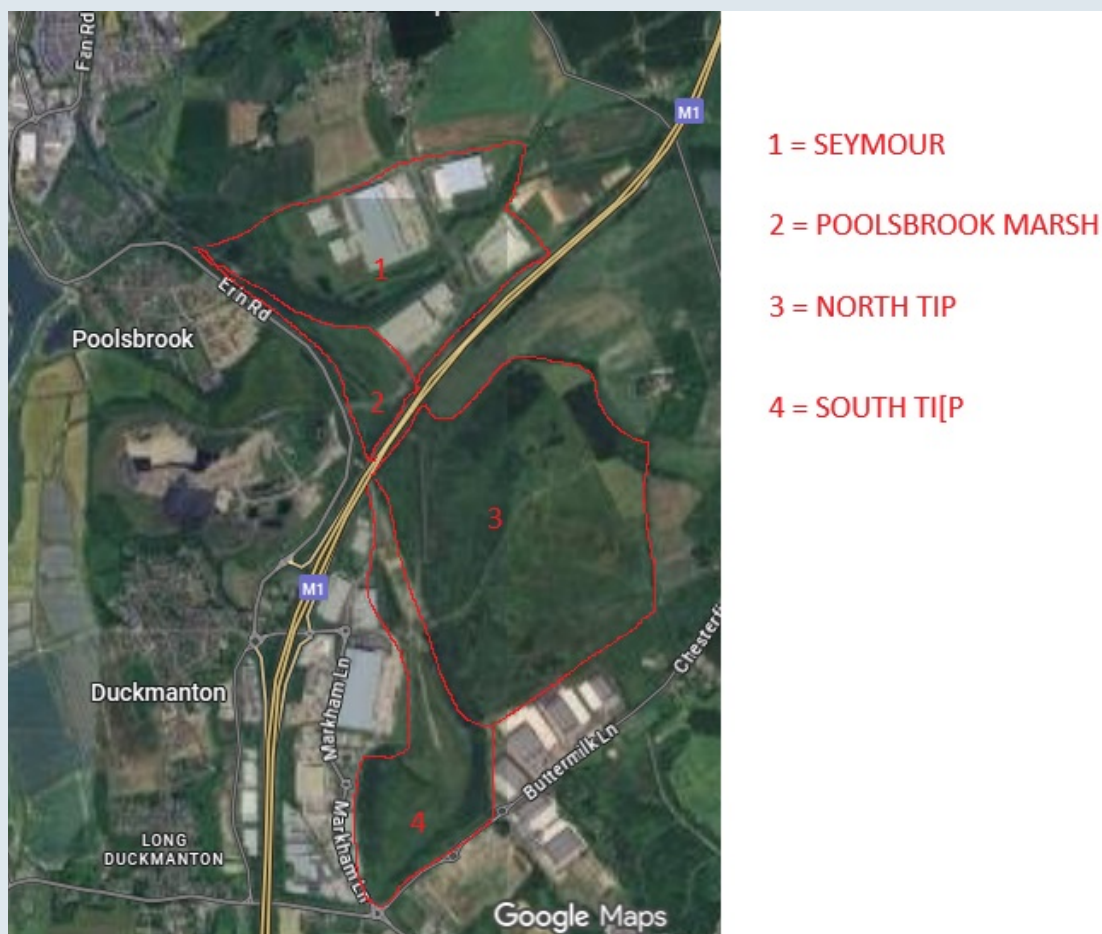 Fan Rd
M1
1 = SEYMOUR
2 = POOLSBROOK MARSH
3 = NORTH TIP
4 = SOUTH TI[P
1
Erin Rd
Poolsbrook
2
3
M1
Duckmanton
Markham Ln
Buttermilk Ln
4
LONG
DUCKMANTON
Markham Ln
Google Maps